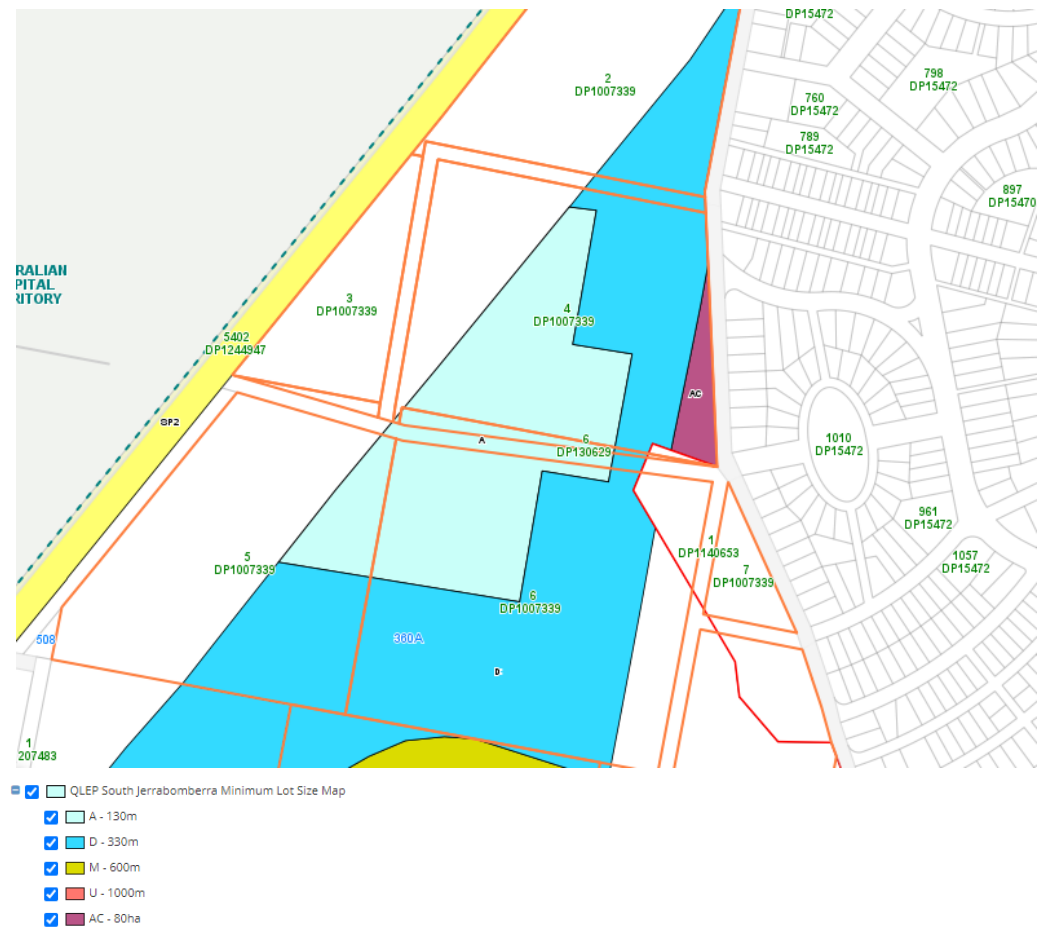 DP15472
2
DP1007339
798
DP15472
760
DP15472
789
DP15472
897
DP15470
RALIAN
PITAL
RITORY
3
DP1007339
4
DP1007339
5402
DP1244947
AC
SP2
A
6
DP130629
1010
DP15472
961
DP15472
1
DP1140653
7
DP1007339
1057
DP15472
5
DP1007339
6
DP1007339
508
380A
D
1
207483
QLEP South Jerrabomberra Minimum Lot Size Map
A - 130m
D - 330m
M - 600m
U - 1000m
AC - 80ha